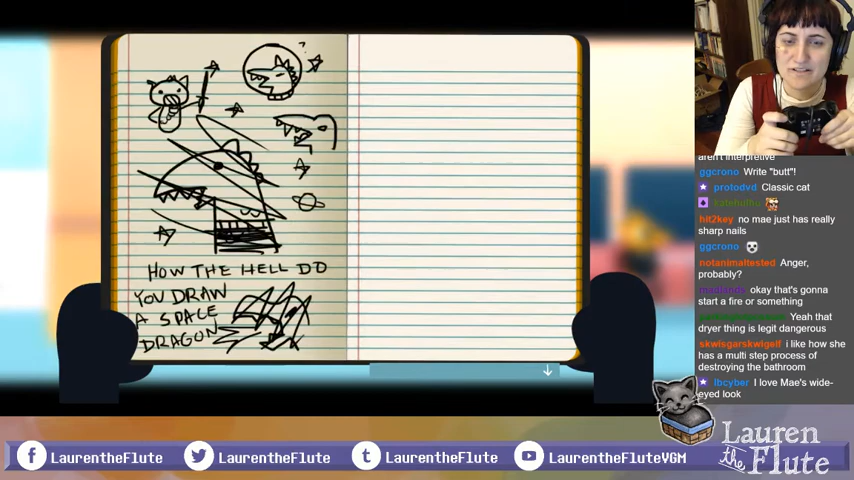 HOW THE HELL DO
YOU DRAW
A SPACE
DRAGON
aren't interpretive
ggcrono Write "butt"!
prolodvd Classic cat
hit2key no mae just has really
sharp nails
ggcrono
notanimaltested Anger,
probably?
okay that's gonna
start a fire or something
Yeah that
dryer thing is legit dangerous
skwisgarskwigelf i like how she
has a multi step process of
destroying the bathroom
lbcyber I love Mae's wide-
eyed look
Lauren
the Flute
LaurentheFlute
LaurentheFlute
LaurentheFlute
LaurentheFluteVGM